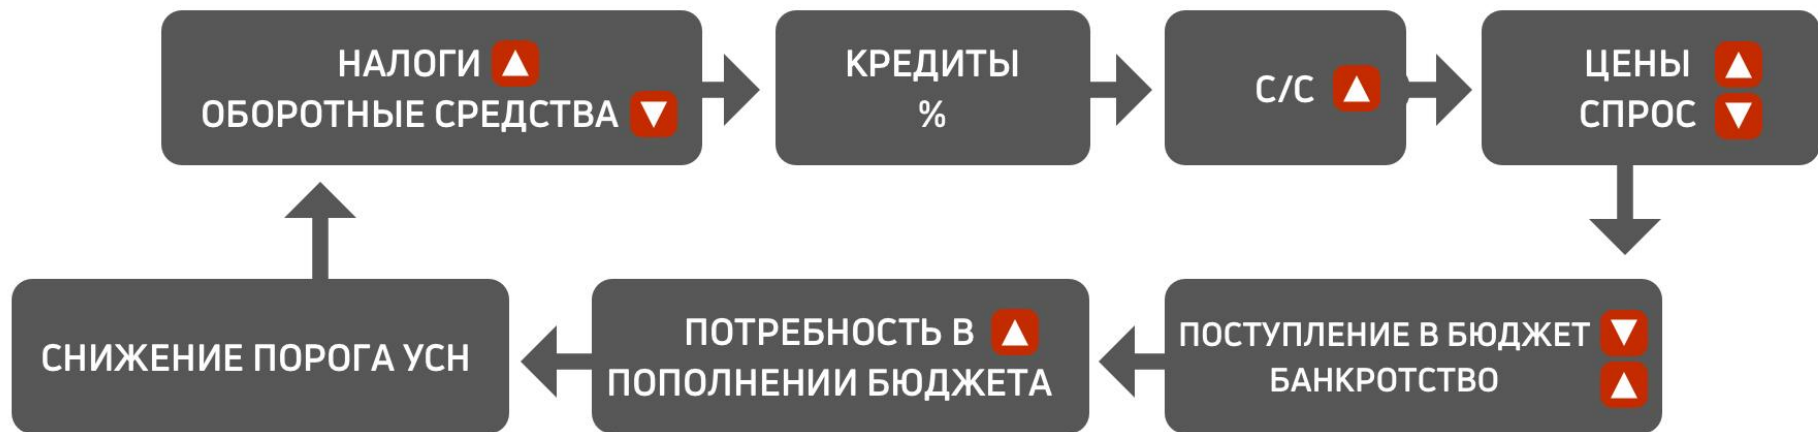 НАЛОГИ ▲
ОБОРОТНЫЕ СРЕДСТВА ▼
КРЕДИТЫ
%
С/С ▲
ЦЕНЫ ▲
СПРОС ▼
ПОСТУПЛЕНИЕ В БЮДЖЕТ ▼
БАНКРОТСТВО ▲
ПОТРЕБНОСТЬ В ▲
ПОПОЛНЕНИИ БЮДЖЕТА
СНИЖЕНИЕ ПОРОГА УСН